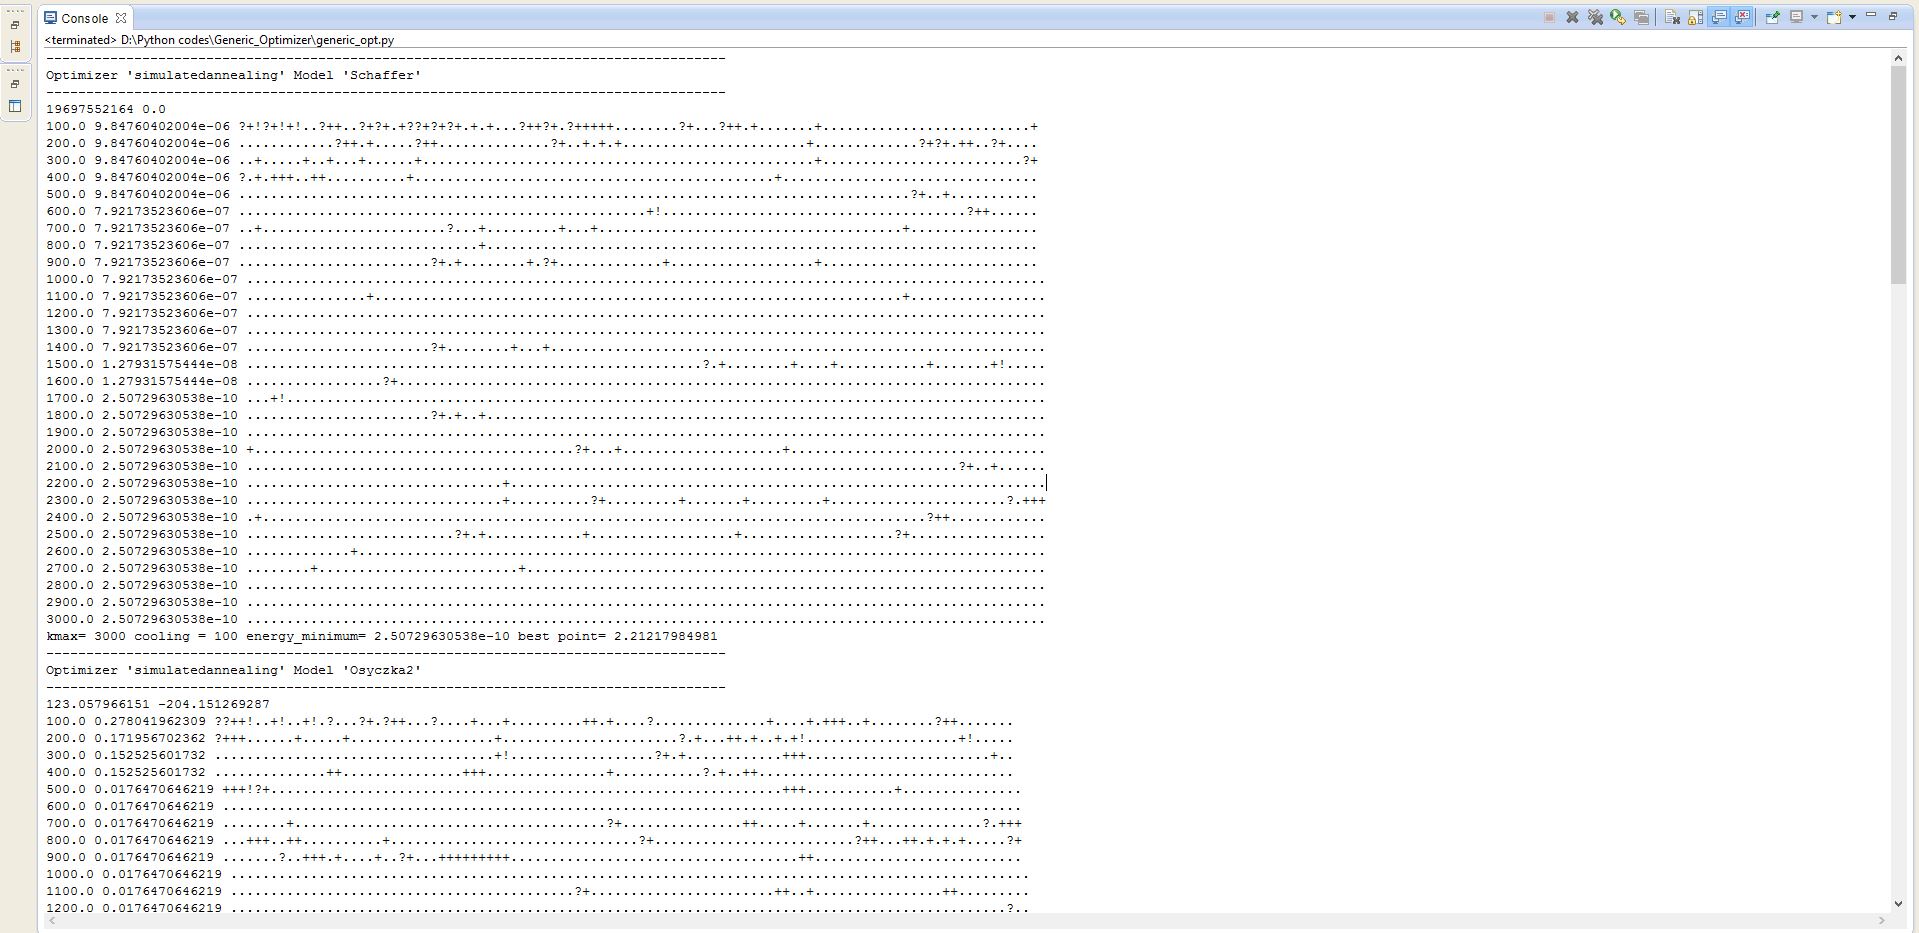 Console
<terminated> D:\Python codes\Generic_Optimizer\generic_opt.py
Optimizer 'simulatedannealing' Model 'Schaffer'
19697552164 0.0
100.0 9.84760402004e-06
200.0 9.84760402004e-06
300.0 9.84760402004e-06
400.0 9.84760402004e-06
500.0 9.84760402004e-06
600.0 7.92173523606e-07
700.0 7.92173523606e-07
800.0 7.92173523606e-07
900.0 7.92173523606e-07
1000.0 7.92173523606e-07
1100.0 7.92173523606e-07
1200.0 7.92173523606e-07
1300.0 7.92173523606e-07
1400.0 7.92173523606e-07
1500.0 1.27931575444e-08
1600.0 1.27931575444e-08
1700.0 2.50729630538e-10
1800.0 2.50729630538e-10
1900.0 2.50729630538e-10
2000.0 2.50729630538e-10
2100.0 2.50729630538e-10
2200.0 2.50729630538e-10
2300.0 2.50729630538e-10
2400.0 2.50729630538e-10
2500.0 2.50729630538e-10
2600.0 2.50729630538e-10
2700.0 2.50729630538e-10
2800.0 2.50729630538e-10
2900.0 2.50729630538e-10
3000.0 2.50729630538e-10
kmax= 3000 cooling = 100 energy_minimum= 2.50729630538e-10 best point= 2.21217984981
Optimizer 'simulatedannealing' Model 'Osyczka2'
123.057966151 -204.151269287
100.0 0.278041962309
200.0 0.171956702362
300.0 0.152525601732
400.0 0.152525601732
500.0 0.0176470646219
600.0 0.0176470646219
700.0 0.0176470646219
800.0 0.0176470646219
900.0 0.0176470646219
1000.0 0.0176470646219
1100.0 0.0176470646219
1200.0 0.0176470646219